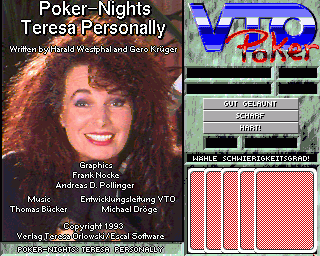 Poker-Nights
Teresa Personally
Written by Harald Westphal and Gero Krüger
Graphics
Frank Nocke
Andreas D. Pollinger
Music
Thomas Bücker
Entwicklungsleitung VTO
Michael Dröge
Copyright 1993
Verlag Teresa Orlowski/Escal Software
POKER-NIGHTS: TERESA PERSONALLY
VTO
Poker
GUT GELAUNT
SCHARF
HART!
WÄHLE SCHWIERIGKEITSGRAD!